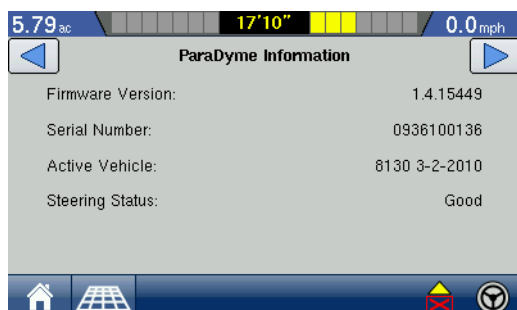 5.79 ac 17'10" 0.0 mph
ParaDyme Information
Firmware Version: 1.4.15449
Serial Number: 0936100136
Active Vehicle: 8130 3-2-2010
Steering Status: Good